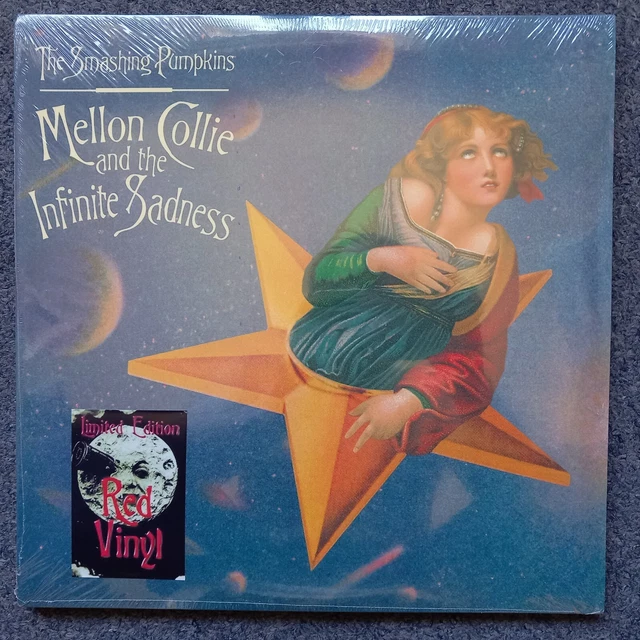 The Smashing Pumpkins
Mellon Collie
and the
Infinite Sadness
Limited Edition
Red
Vinyl